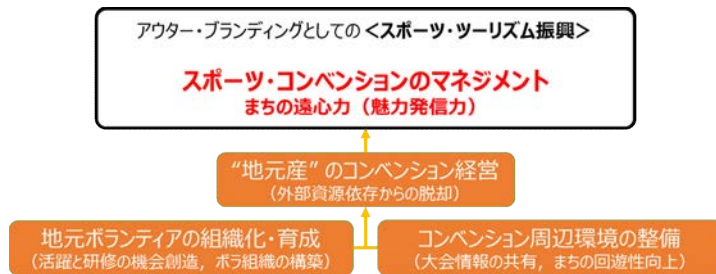 アウター・ブランディングとしての<スポーツ・ツーリズム振興>
スポーツ・コンベンションのマネジメント
まちの遠心力（魅力発信力）
“地元産”のコンベンション経営
（外部資源依存からの脱却）
地元ボランティアの組織化・育成
（活躍と研修の機会創造，ボラ組織の構築）
コンベンション周辺環境の整備
（大会情報の共有，まちの回遊性向上）